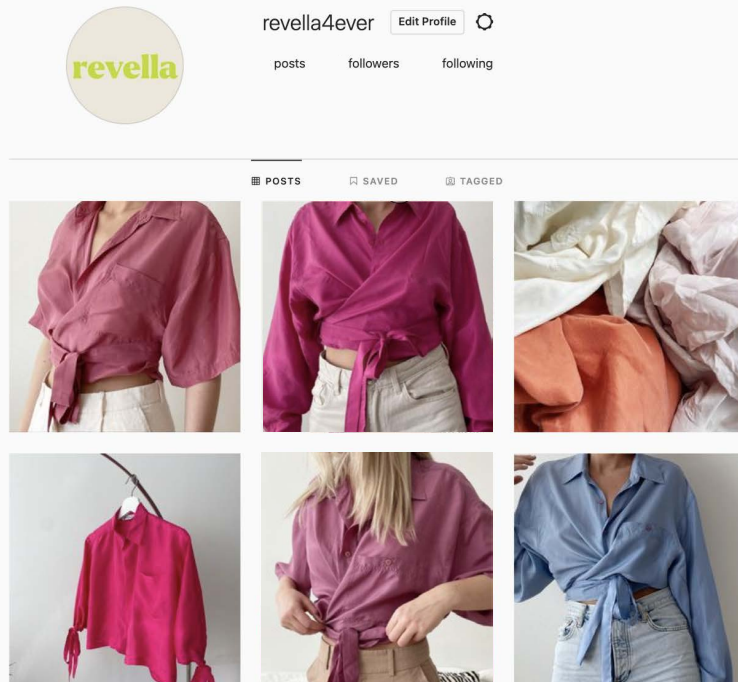 revella
revella4ever Edit Profile
posts followers following
POSTS SAVED TAGGED